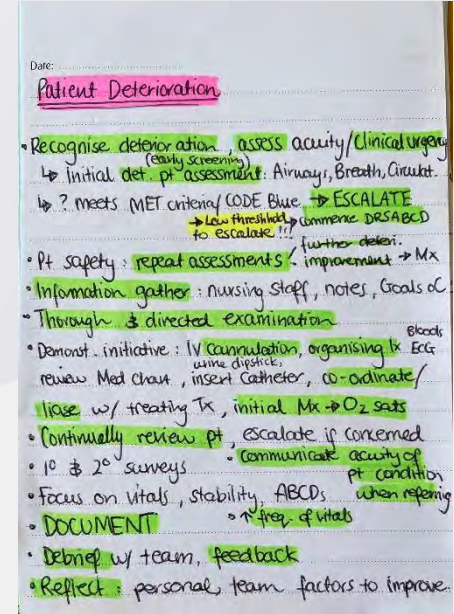 Date:
Patient Deterioration
• Recognise deterioration, assess acuity/Clinical urgency
(early screening)
↳ initial det. pt assessment: Airways, Breath, Circulat.
↳ ? meets MET criteria/CODE Blue → ESCALATE
→ Low threshhold to escalate !!!
→ commence DRSABCD
• Pt safety : repeat assessments
further deteri.
improvement → Mx
• Information gather : nursing staff, notes, Goals oC
• Thorough & directed examination
• Demonst. initiative : IV cannulation, organising Ix
Bloods
ECG
urine dipstick,
review Med chart, insert Catheter, co-ordinate/
liase w/ treating Tx, initial Mx → O2 sats
• Continually review pt, escalate if concerned
• 1° & 2° surveys
• communicate acuity of
pt condition
when referring
• Focus on vitals, stability, ABCDs
• DOCUMENT
• ↑ freq. of vitals
• Debrief w/ team, feedback
• Reflect : personal, team factors to improve.